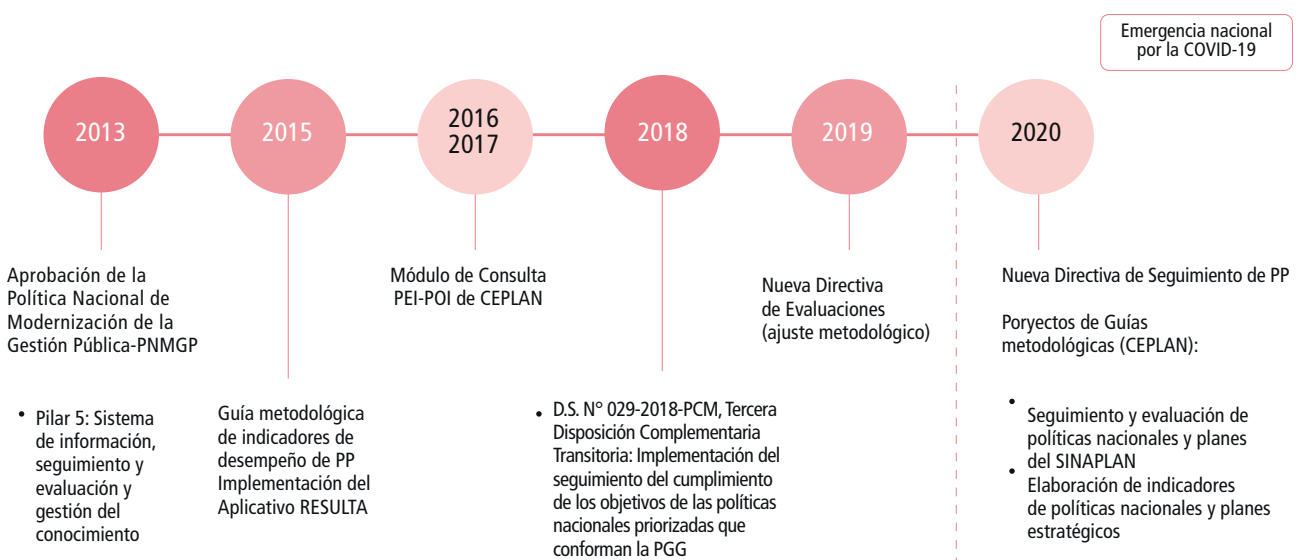 Emergencia nacional
por la COVID-19
2013
2015
2016
2017
2018
2019
2020
Aprobación de la
Política Nacional de
Modernización de la
Gestión Pública-PNMGP
• Pilar 5: Sistema
de información,
seguimiento y
evaluación y
gestión del
conocimiento
Guía metodológica
de indicadores de
desempeño de PP
Implementación del
Aplicativo RESULTA
Módulo de Consulta
PEI-POI de CEPLAN
• D.S. N° 029-2018-PCM, Tercera
Disposición Complementaria
Transitoria: Implementación del
seguimiento del cumplimiento
de los objetivos de las políticas
nacionales priorizadas que
conforman la PGG
Nueva Directiva
de Evaluaciones
(ajuste metodológico)
Nueva Directiva de Seguimiento de PP
Poryectos de Guías
metodológicas (CEPLAN):
• Seguimiento y evaluación de
políticas nacionales y planes
del SINAPLAN
• Elaboración de indicadores
de políticas nacionales y planes
estratégicos